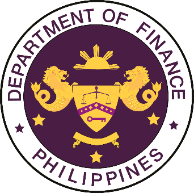 DEPARTMENT OF FINANCE
PHILIPPINES